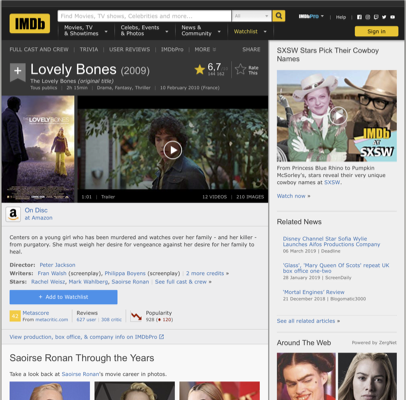 IMDb
Find Movies, TV shows, Celebrities and more...
All
IMDbPro
Help
Movies, TV & Showtimes
Celebs, Events & Photos
News & Community
Watchlist
Sign in
FULL CAST AND CREW | TRIVIA | USER REVIEWS | IMDbPro | MORE
SHARE
Lovely Bones (2009)
The Lovely Bones (original title)
Tous publics | 2h 15min | Drama, Fantasy, Thriller | 10 February 2010 (France)
6,7
Rate This
THE LOVELY BONES
1:01 | Trailer
12 VIDEOS | 210 IMAGES
On Disc
at Amazon
Centers on a young girl who has been murdered and watches over her family - and her killer - from purgatory. She must weigh her desire for vengeance against her desire for her family to heal.
Director: Peter Jackson
Writers: Fran Walsh (screenplay), Philippa Boyens (screenplay) | 2 more credits »
Stars: Rachel Weisz, Mark Wahlberg, Saoirse Ronan | See full cast & crew »
+ Add to Watchlist
42
Metascore
From metacritic.com
Reviews
627 user | 308 critic
Popularity
928 (120)
View production, box office, & company info on IMDbPro
Saoirse Ronan Through the Years
Take a look back at Saoirse Ronan's movie career in photos.
SXSW Stars Pick Their Cowboy Names
IMDb
AT
SXSW
From Princess Blue Rhino to Pumpkin McSorley's, stars reveal their very unique cowboy names at SXSW.
Watch now »
Related News
Disney Channel Star Sofia Wylie Launches AiFos Productions Company
06 March 2019 | Deadline
'Glass', 'Mary Queen Of Scots' repeat UK box office one-two
28 January 2019 | ScreenDaily
'Mortal Engines' Review
21 December 2018 | Blogomatic3000
See all related articles »
Around The Web
Powered by ZergNet